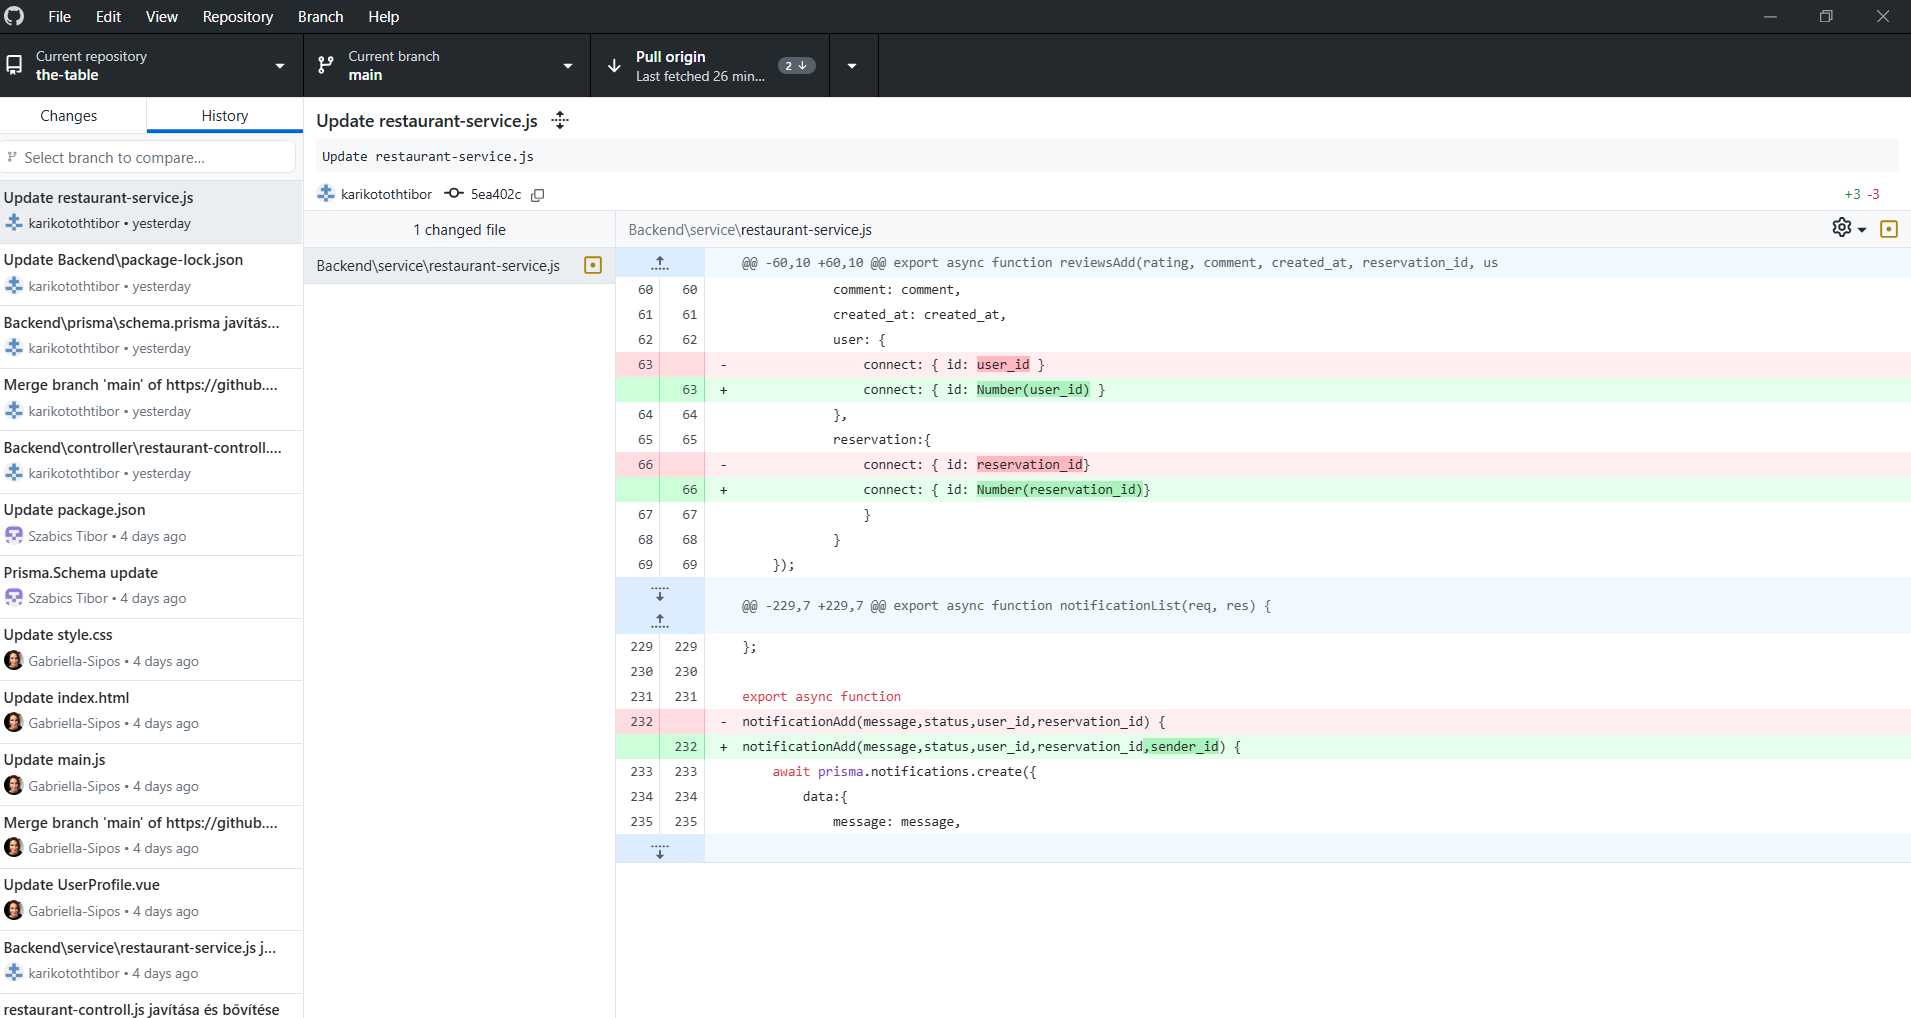 File Edit View Repository Branch Help
Current repository
the-table
Current branch
main
Pull origin
Last fetched 26 min...
2
Changes History
Select branch to compare...
Update restaurant-service.js
karikotothtibor • yesterday
Update Backend\package-lock.json
karikotothtibor • yesterday
Backend\prisma\schema.prisma javítás...
karikotothtibor • yesterday
Merge branch 'main' of https://github....
karikotothtibor • yesterday
Backend\controller\restaurant-controll....
karikotothtibor • yesterday
Update package.json
Szabics Tibor • 4 days ago
Prisma.Schema update
Szabics Tibor • 4 days ago
Update style.css
Gabriella-Sipos • 4 days ago
Update index.html
Gabriella-Sipos • 4 days ago
Update main.js
Gabriella-Sipos • 4 days ago
Merge branch 'main' of https://github....
Gabriella-Sipos • 4 days ago
Update UserProfile.vue
Gabriella-Sipos • 4 days ago
Backend\service\restaurant-service.js j...
karikotothtibor • 4 days ago
restaurant-controll.js javítása és bővítése
Update restaurant-service.js
Update restaurant-service.js
karikotothtibor 5ea402c
+3 -3
1 changed file
Backend\service\restaurant-service.js
Backend\service\restaurant-service.js
@@ -60,10 +60,10 @@ export async function reviewsAdd(rating, comment, created_at, reservation_id, us
60 60 comment: comment,
61 61 created_at: created_at,
62 62 user: {
63 - connect: { id: user_id }
63 + connect: { id: Number(user_id) }
64 64 },
65 65 reservation:{
66 - connect: { id: reservation_id}
66 + connect: { id: Number(reservation_id)}
67 67 }
68 68 }
69 69 });
@@ -229,7 +229,7 @@ export async function notificationList(req, res) {
229 229 };
230 230
231 231 export async function
232 - notificationAdd(message,status,user_id,reservation_id) {
232 + notificationAdd(message,status,user_id,reservation_id,sender_id) {
233 233 await prisma.notifications.create({
234 234 data:{
235 235 message: message,